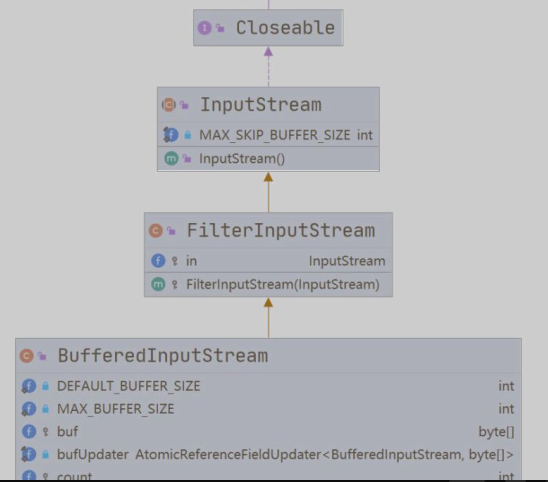 Closeable
InputStream
MAX_SKIP_BUFFER_SIZE int
InputStream()
FilterInputStream
in InputStream
FilterInputStream(InputStream)
BufferedInputStream
DEFAULT_BUFFER_SIZE int
MAX_BUFFER_SIZE int
buf byte[]
bufUpdater AtomicReferenceFieldUpdater<BufferedInputStream, byte[]>
count int